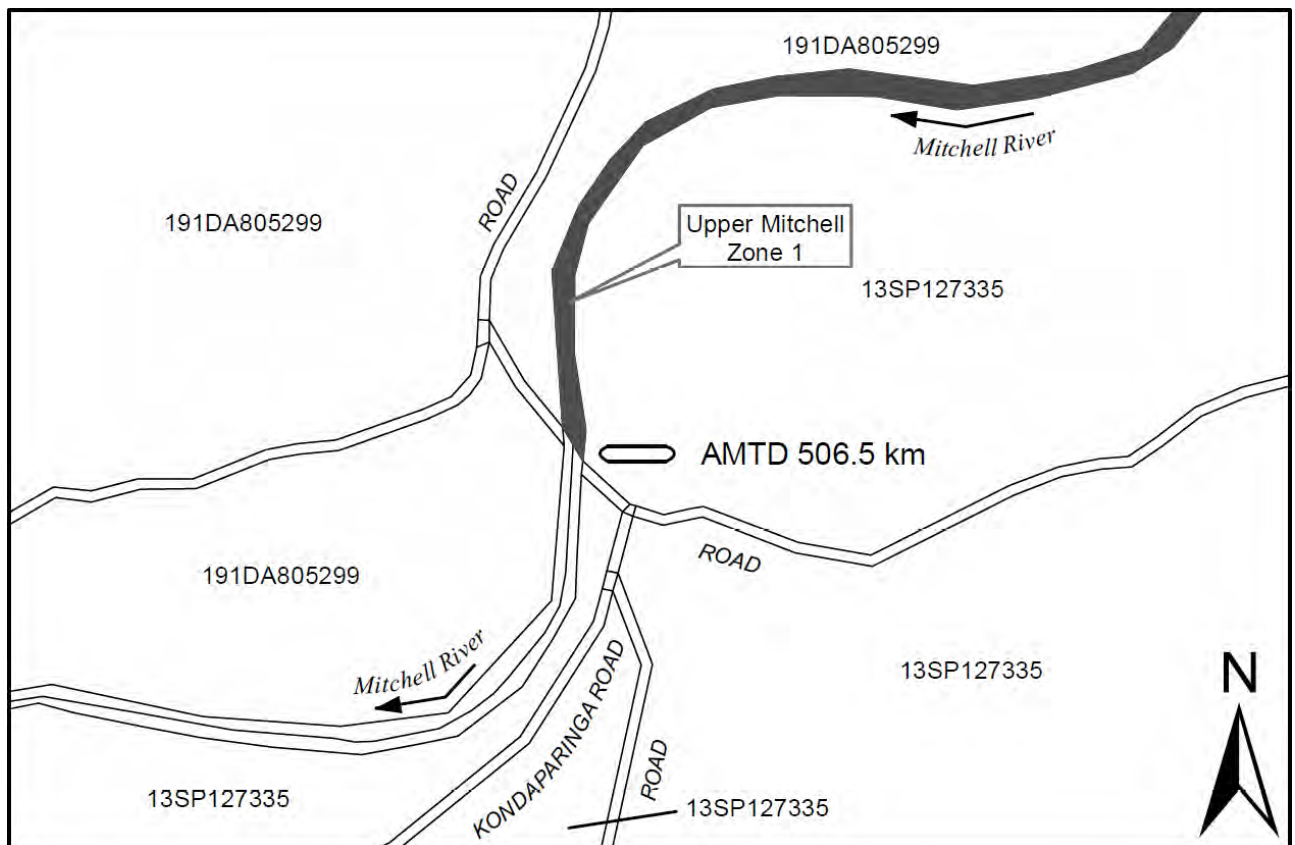 191DA805299
Mitchell River
ROAD
191DA805299
Upper Mitchell
Zone 1
13SP127335
AMTD 506.5 km
ROAD
191DA805299
Mitchell River
13SP127335
N
KONDAPARINGA ROAD
ROAD
13SP127335
13SP127335